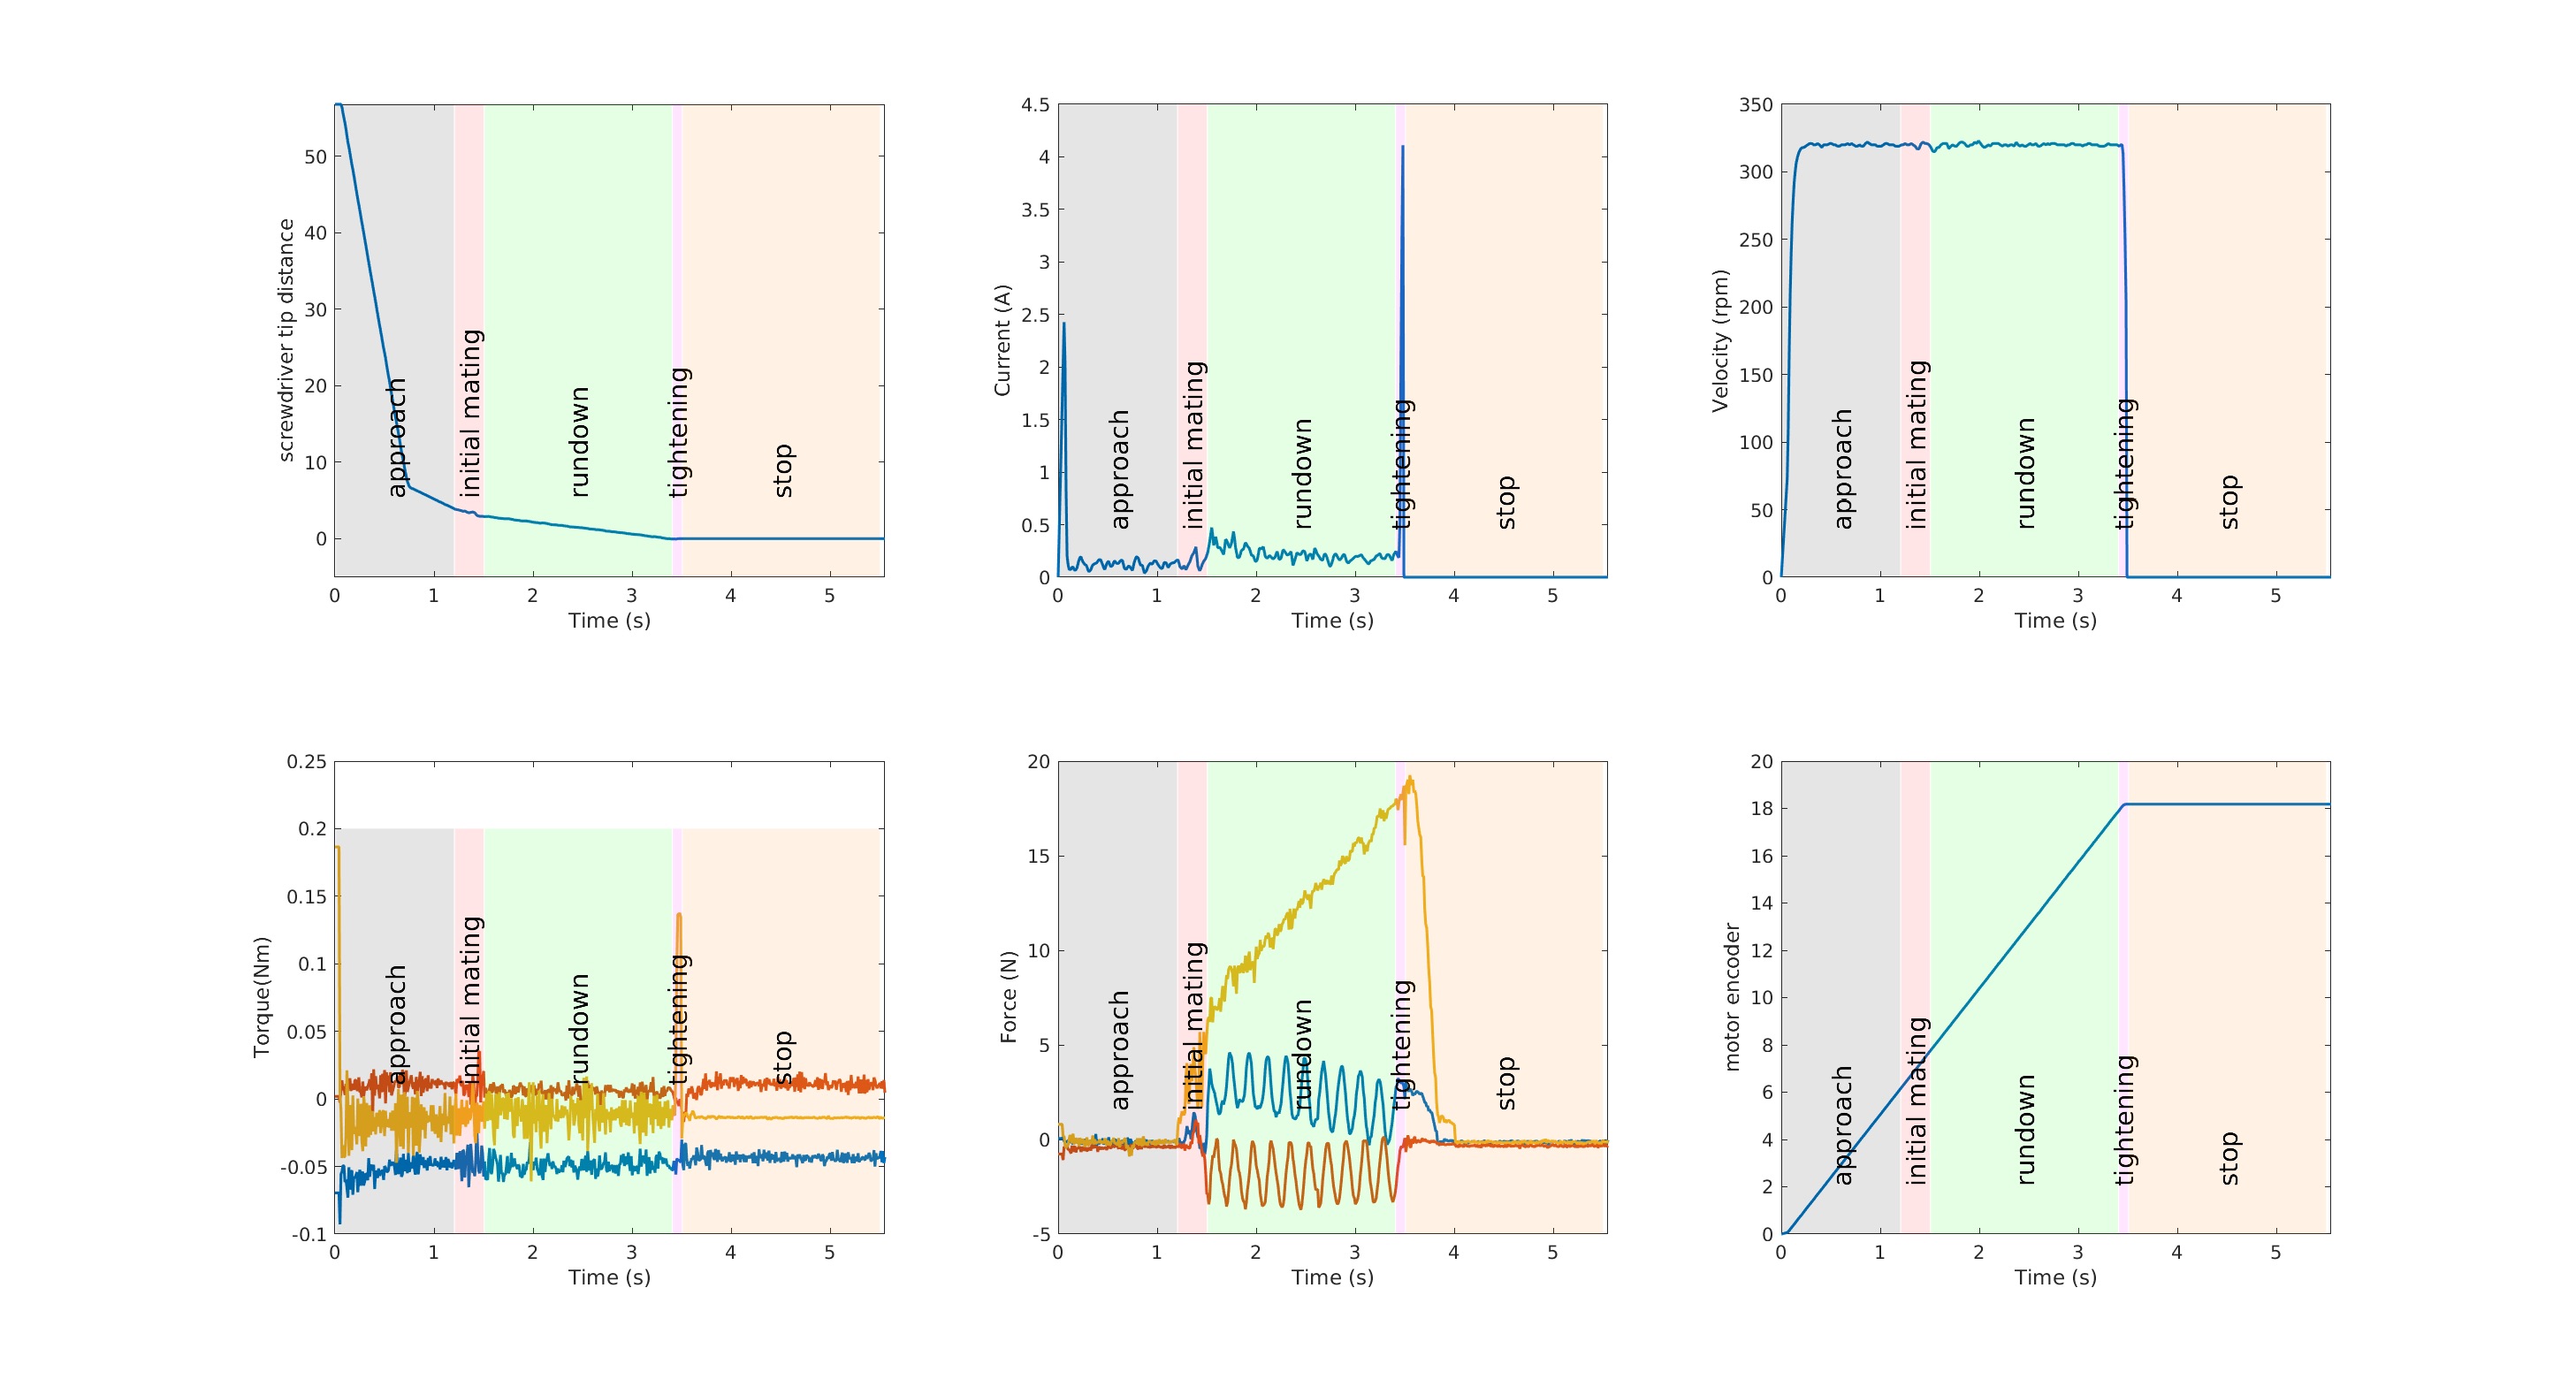 screwdriver tip distance
50
40
30
20
10
0
approach
initial mating
rundown
tightening
stop
0 1 2 3 4 5
Time (s)
Current (A)
4.5
4
3.5
3
2.5
2
1.5
1
0.5
0
approach
initial mating
rundown
tightening
stop
0 1 2 3 4 5
Time (s)
Velocity (rpm)
350
300
250
200
150
100
50
0
approach
initial mating
rundown
tightening
stop
0 1 2 3 4 5
Time (s)
Torque(Nm)
0.25
0.2
0.15
0.1
0.05
0
-0.05
-0.1
approach
initial mating
rundown
tightening
stop
0 1 2 3 4 5
Time (s)
Force (N)
20
15
10
5
0
-5
approach
initial mating
rundown
tightening
stop
0 1 2 3 4 5
Time (s)
motor encoder
20
18
16
14
12
10
8
6
4
2
0
approach
initial mating
rundown
tightening
stop
0 1 2 3 4 5
Time (s)